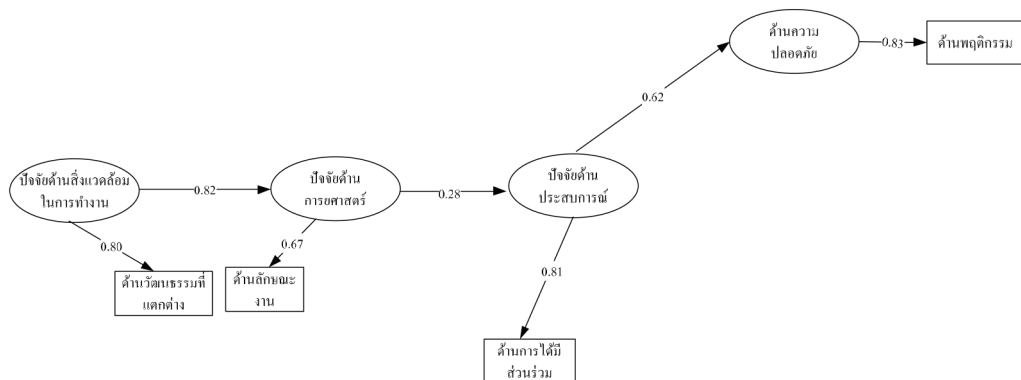 ด้านความ
ปลอดภัย
0.83
ด้านพฤติกรรม
0.62
ปัจจัยด้านสิ่งแวดล้อม
ในการทำงาน
0.82
ปัจจัยด้าน
การยศาสตร์
0.28
ปัจจัยด้าน
ประสบการณ์
0.80
0.67
0.81
ด้านวัฒนธรรมที่
แตกต่าง
ด้านลักษณะ
งาน
ด้านการได้มี
ส่วนร่วม